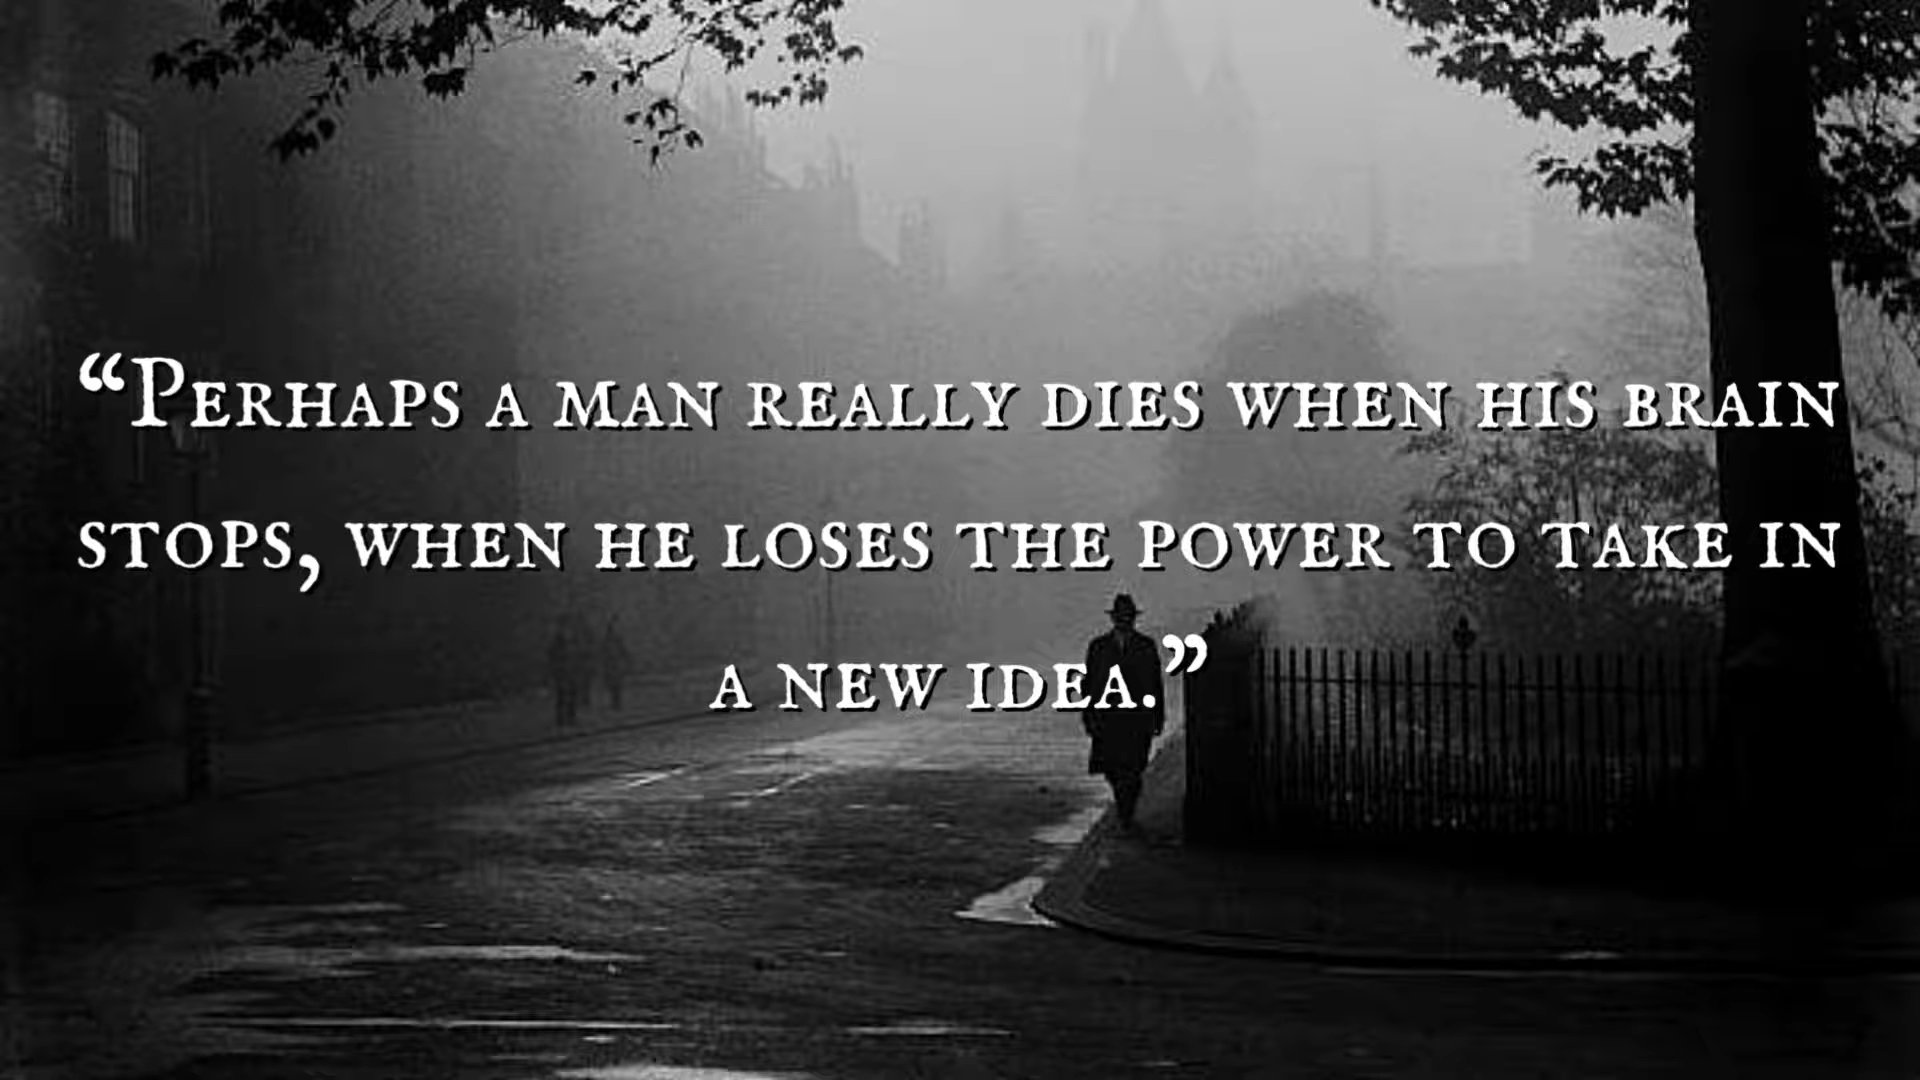 “Perhaps a man really dies when his brain
stops, when he loses the power to take in
a new idea.”